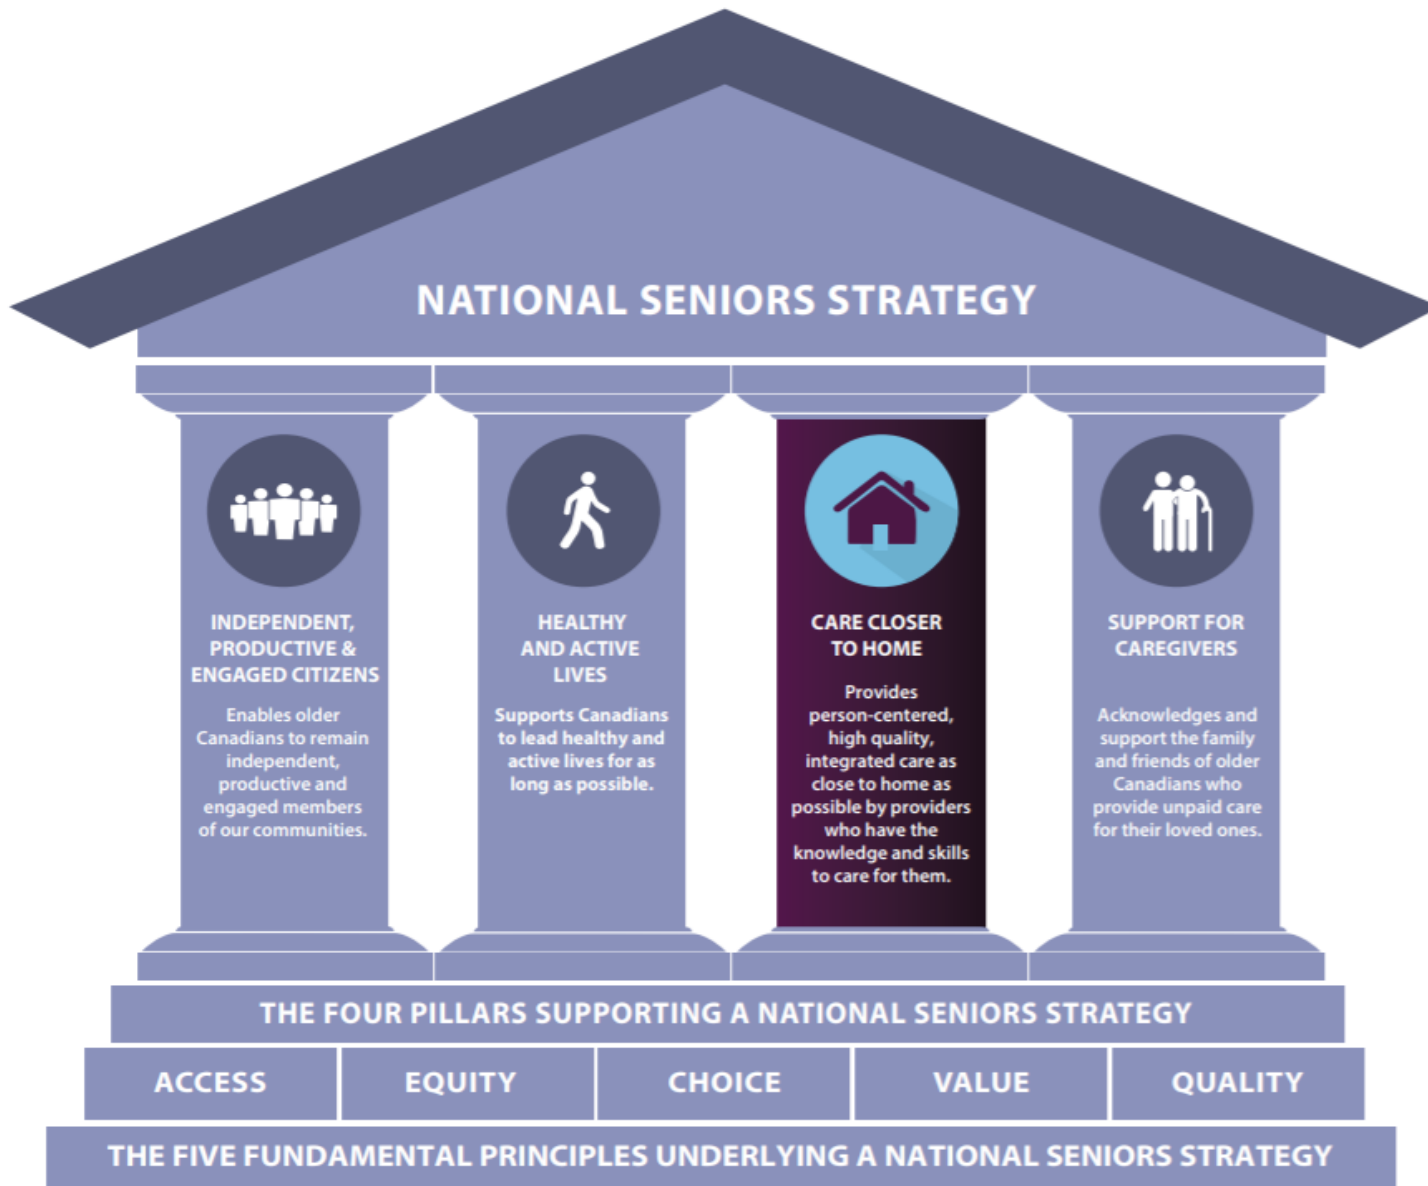 NATIONAL SENIORS STRATEGY
INDEPENDENT,
PRODUCTIVE &
ENGAGED CITIZENS
Enables older
Canadians to remain
independent,
productive and
engaged members
of our communities.
HEALTHY
AND ACTIVE
LIVES
Supports Canadians
to lead healthy and
active lives for as
long as possible.
CARE CLOSER
TO HOME
Provides
person-centered,
high quality,
integrated care as
close to home as
possible by providers
who have the
knowledge and skills
to care for them.
SUPPORT FOR
CAREGIVERS
Acknowledges and
support the family
and friends of older
Canadians who
provide unpaid care
for their loved ones.
THE FOUR PILLARS SUPPORTING A NATIONAL SENIORS STRATEGY
ACCESS
EQUITY
CHOICE
VALUE
QUALITY
THE FIVE FUNDAMENTAL PRINCIPLES UNDERLYING A NATIONAL SENIORS STRATEGY